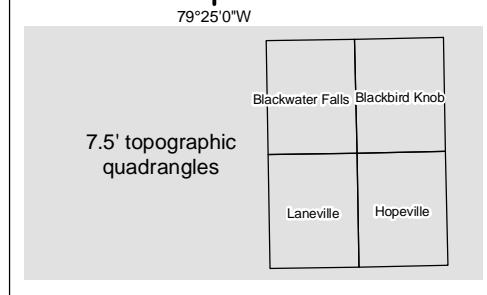 79°25'0"W
Blackwater Falls Blackbird Knob
7.5' topographic
quadrangles
Laneville Hopeville